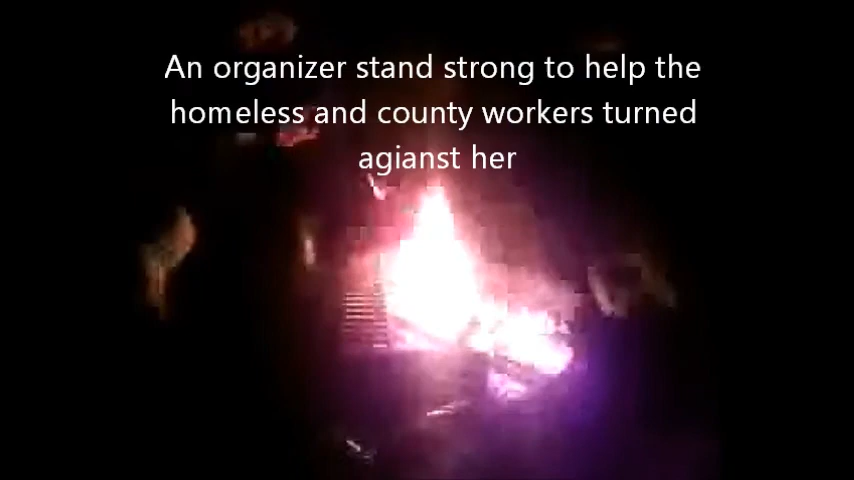 An organizer stand strong to help the
homeless and county workers turned
agianst her